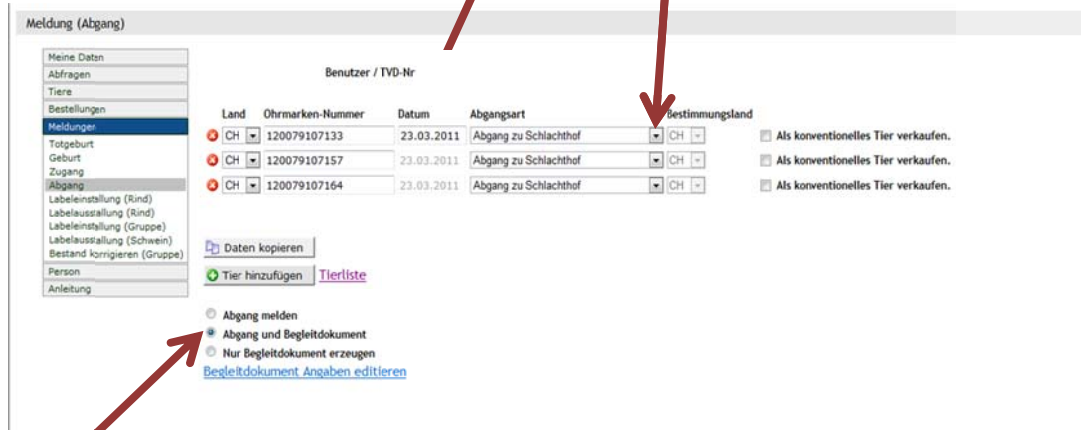 Meldung (Abgang)
Meine Daten
Abfragen
Tiere
Bestellungen
Meldungen
Totgeburt
Geburt
Zugang
Abgang
Labeleinstallung (Rind)
Labelausstallung (Rind)
Labeleinstallung (Gruppe)
Labelausstallung (Schwein)
Bestand korrigieren (Gruppe)
Person
Anleitung
Benutzer / TVD-Nr
Land Ohrmarken-Nummer Datum Abgangsart Bestimmungsland
CH 120079107133 23.03.2011 Abgang zu Schlachthof CH Als konventionelles Tier verkaufen.
CH 120079107157 23.03.2011 Abgang zu Schlachthof CH Als konventionelles Tier verkaufen.
CH 120079107164 23.03.2011 Abgang zu Schlachthof CH Als konventionelles Tier verkaufen.
Daten kopieren
Tier hinzufügen Tierliste
Abgang melden
Abgang und Begleitdokument
Nur Begleitdokument erzeugen
Begleitdokument Angaben editieren